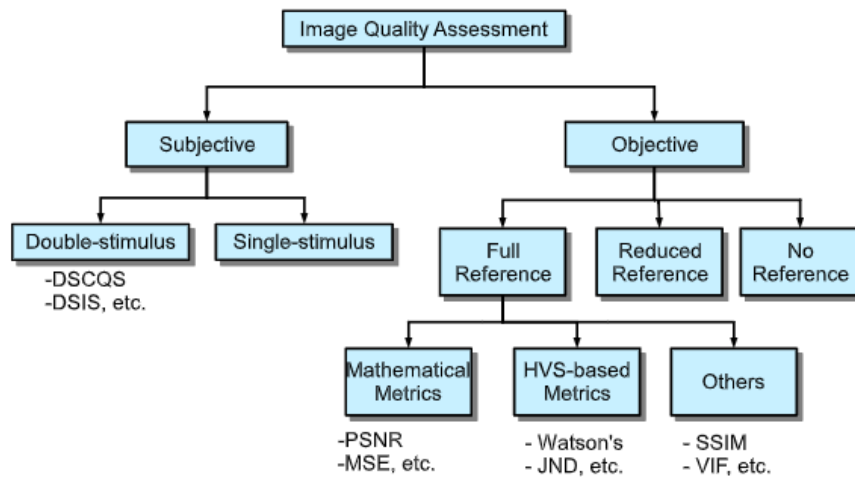 Image Quality Assessment
Subjective
Objective
Double-stimulus
Single-stimulus
Full
Reference
Reduced
Reference
No
Reference
-DSCQS
-DSIS, etc.
Mathematical
Metrics
HVS-based
Metrics
Others
-PSNR
-MSE, etc.
- Watson's
- JND, etc.
- SSIM
- VIF, etc.